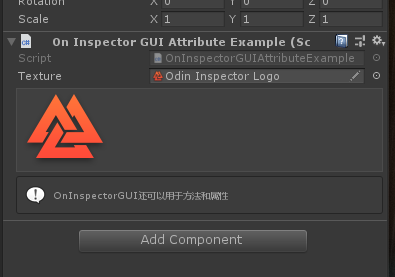 Rotation X 0 Y 0 Z 0
Scale X 1 Y 1 Z 1
On Inspector GUI Attribute Example (Sc
Script OnInspectorGUIAttributeExample
Texture Odin Inspector Logo
OnInspectorGUI还可以用于方法和属性
Add Component